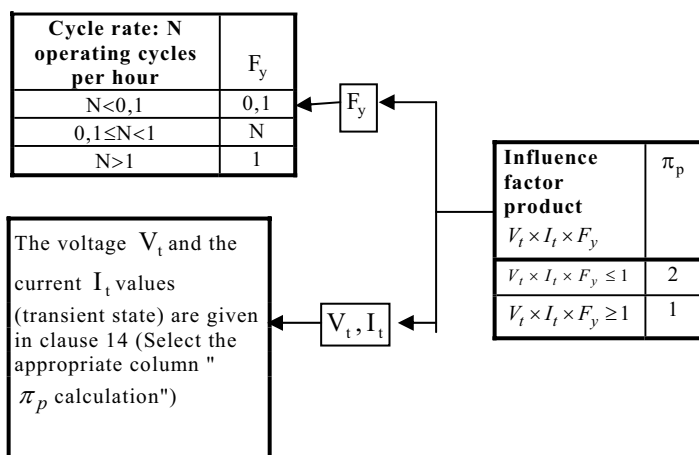 Cycle rate: N
operating cycles
per hour
F_y
N<0,1 0,1
0,1≤N<1 N
N>1 1
F_y
Influence
factor
product
V_t × I_t × F_y
π_p
V_t × I_t × F_y ≤ 1 2
V_t × I_t × F_y ≥ 1 1
The voltage V_t and the
current I_t values
(transient state) are given
in clause 14 (Select the
appropriate column "
π_p calculation")
V_t , I_t